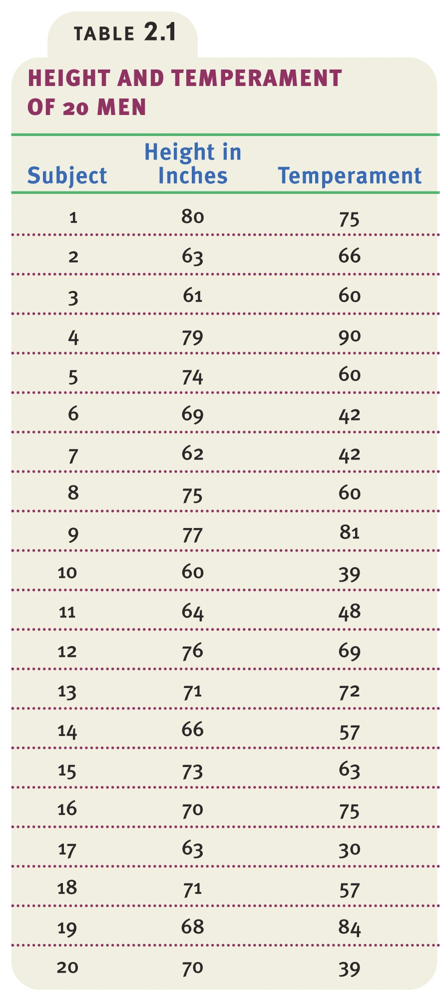 TABLE 2.1
HEIGHT AND TEMPERAMENT
OF 20 MEN
Subject Height in Inches Temperament
1 80 75
2 63 66
3 61 60
4 79 90
5 74 60
6 69 42
7 62 42
8 75 60
9 77 81
10 60 39
11 64 48
12 76 69
13 71 72
14 66 57
15 73 63
16 70 75
17 63 30
18 71 57
19 68 84
20 70 39